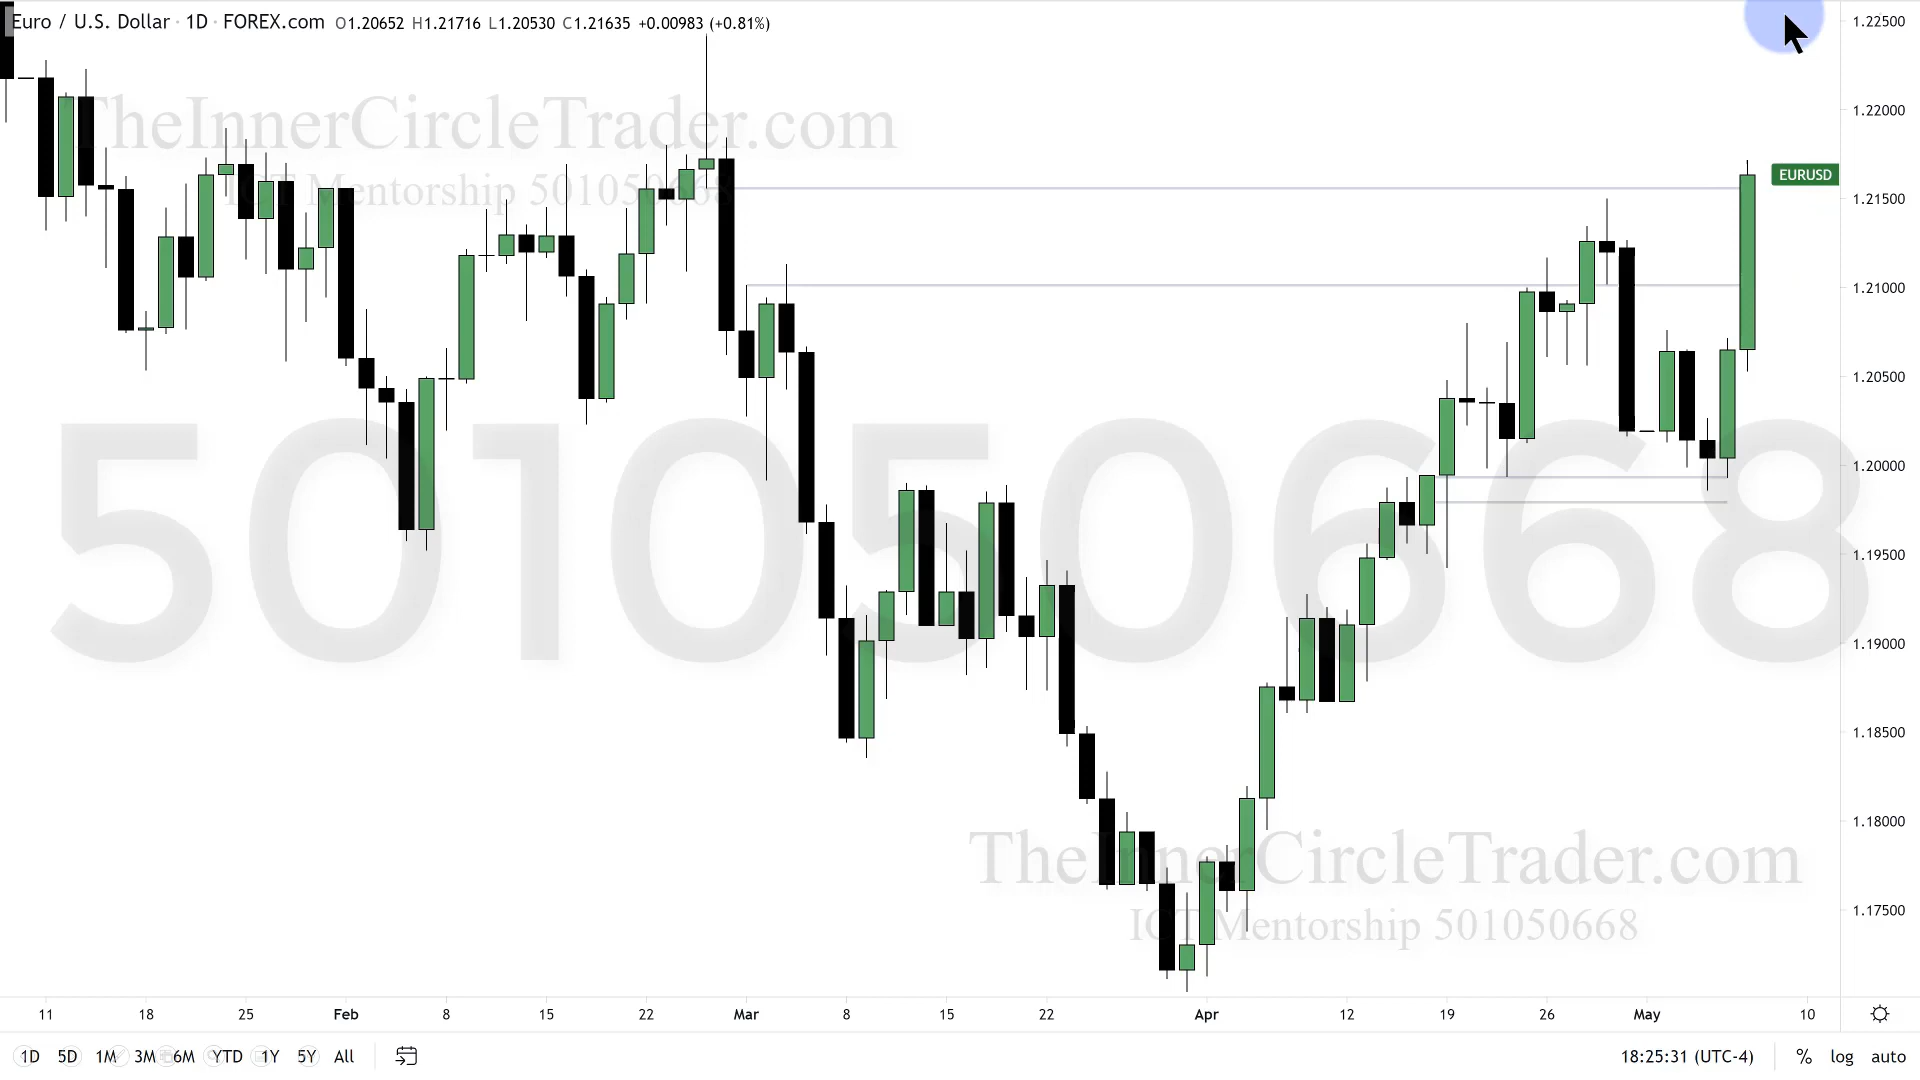 Euro / U.S. Dollar · 1D · FOREX.com O1.20652 H1.21716 L1.20530 C1.21635 +0.00983 (+0.81%)
TheInnerCircleTrader.com
ICT Mentorship 501050668
501050668
TheInnerCircleTrader.com
ICT Mentorship 501050668
EURUSD
1.22500
1.22000
1.21500
1.21000
1.20500
1.20000
1.19500
1.19000
1.18500
1.18000
1.17500
11 18 25 Feb 8 15 22 Mar 8 15 22 Apr 12 19 26 May 10
1D 5D 1M 3M 6M YTD 1Y 5Y All 18:25:31 (UTC-4) % log auto